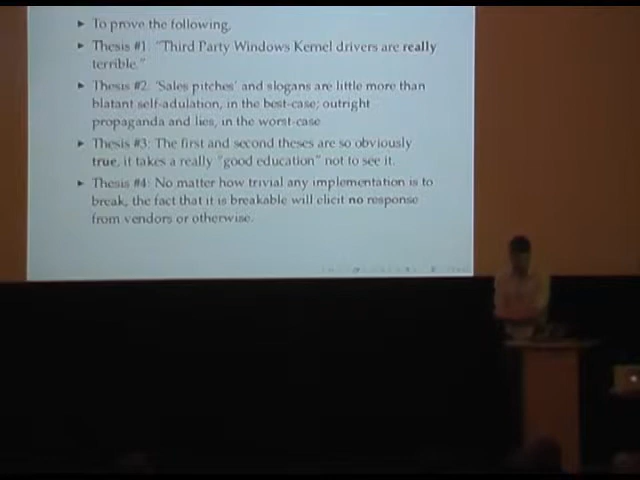 ▸ To prove the following,
▸ Thesis #1: "Third Party Windows Kernel drivers are really
terrible."
▸ Thesis #2: 'Sales pitches' and slogans are little more than
blatant self-adulation, in the best-case; outright
propaganda and lies, in the worst-case
▸ Thesis #3: The first and second theses are so obviously
true, it takes a really "good education" not to see it.
▸ Thesis #4: No matter how trivial any implementation is to
break, the fact that it is breakable will elicit no response
from vendors or otherwise.